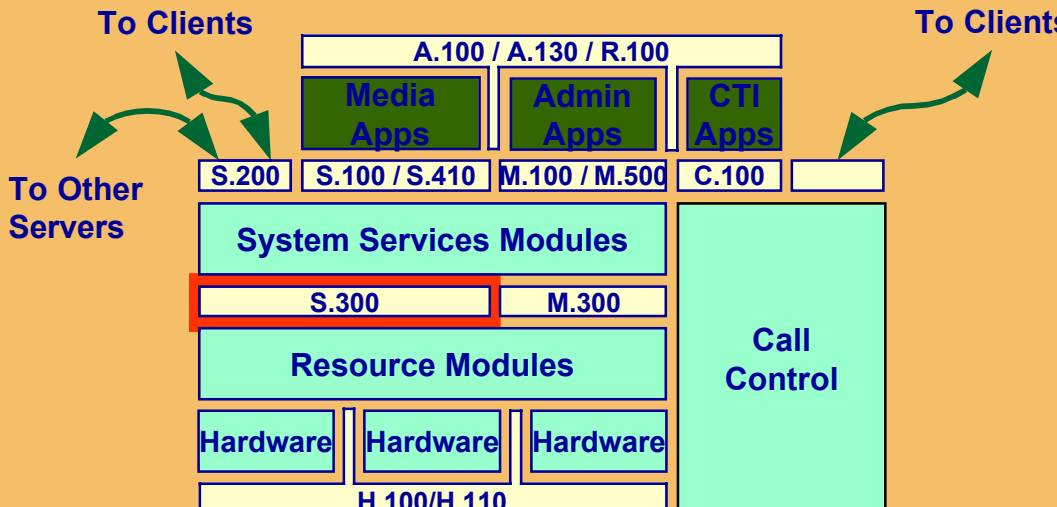 To Clients
To Clients
A.100 / A.130 / R.100
Media
Apps
Admin
Apps
CTI
Apps
To Other
Servers
S.200
S.100 / S.410
M.100 / M.500
C.100
System Services Modules
S.300
M.300
Call
Control
Resource Modules
Hardware
Hardware
Hardware
H.100/H.110